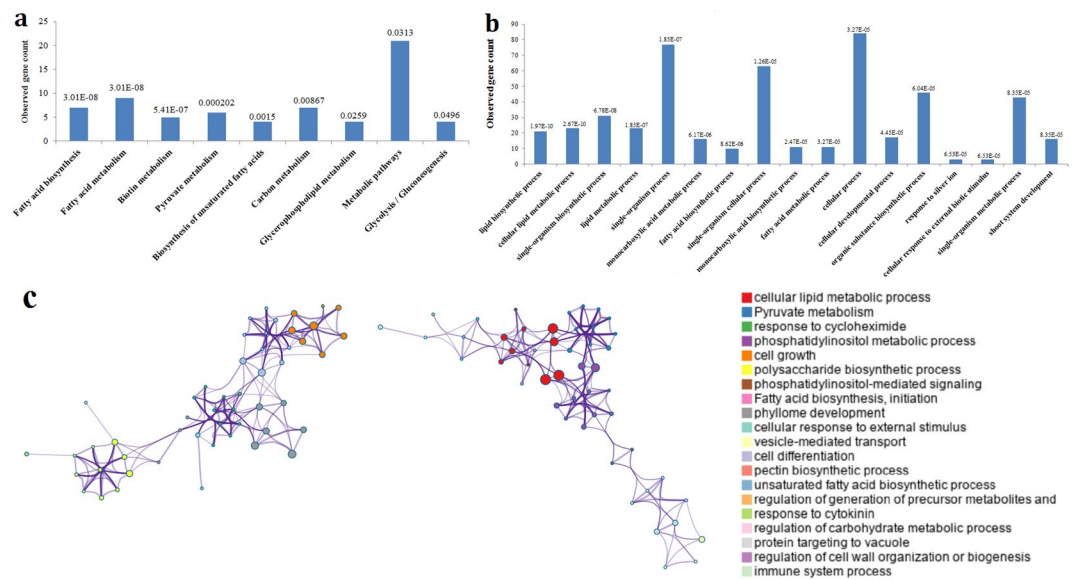 a
Observed gene count
25
20
15
10
5
0
3.01E-08
3.01E-08
5.41E-07
0.000202
0.0015
0.00867
0.0259
0.0313
0.0496
Fatty acid biosynthesis
Fatty acid metabolism
Biotin metabolism
Pyruvate metabolism
Biosynthesis of unsaturated fatty acids
Carbon metabolism
Glycerophospholipid metabolism
Metabolic pathways
Glycolysis / Gluconeogenesis
b
Observed gene count
90
80
70
60
50
40
30
20
10
0
1.97E-10
2.67E-10
6.78E-08
1.85E-07
1.85E-07
6.17E-06
8.62E-06
1.26E-05
2.47E-05
3.27E-05
3.27E-05
4.45E-05
6.04E-05
6.53E-05
6.53E-05
8.35E-05
8.35E-05
lipid biosynthetic process
cellular lipid metabolic process
single-organism biosynthetic process
lipid metabolic process
single-organism process
monocarboxylic acid metabolic process
fatty acid biosynthetic process
single-organism cellular process
monocarboxylic acid biosynthetic process
fatty acid metabolic process
cellular process
cellular developmental process
organic substance biosynthetic process
response to silver ion
cellular response to external biotic stimulus
single-organism metabolic process
shoot system development
c
cellular lipid metabolic process
Pyruvate metabolism
response to cycloheximide
phosphatidylinositol metabolic process
cell growth
polysaccharide biosynthetic process
phosphatidylinositol-mediated signaling
Fatty acid biosynthesis, initiation
phyllome development
cellular response to external stimulus
vesicle-mediated transport
cell differentiation
pectin biosynthetic process
unsaturated fatty acid biosynthetic process
regulation of generation of precursor metabolites and
response to cytokinin
regulation of carbohydrate metabolic process
protein targeting to vacuole
regulation of cell wall organization or biogenesis
immune system process